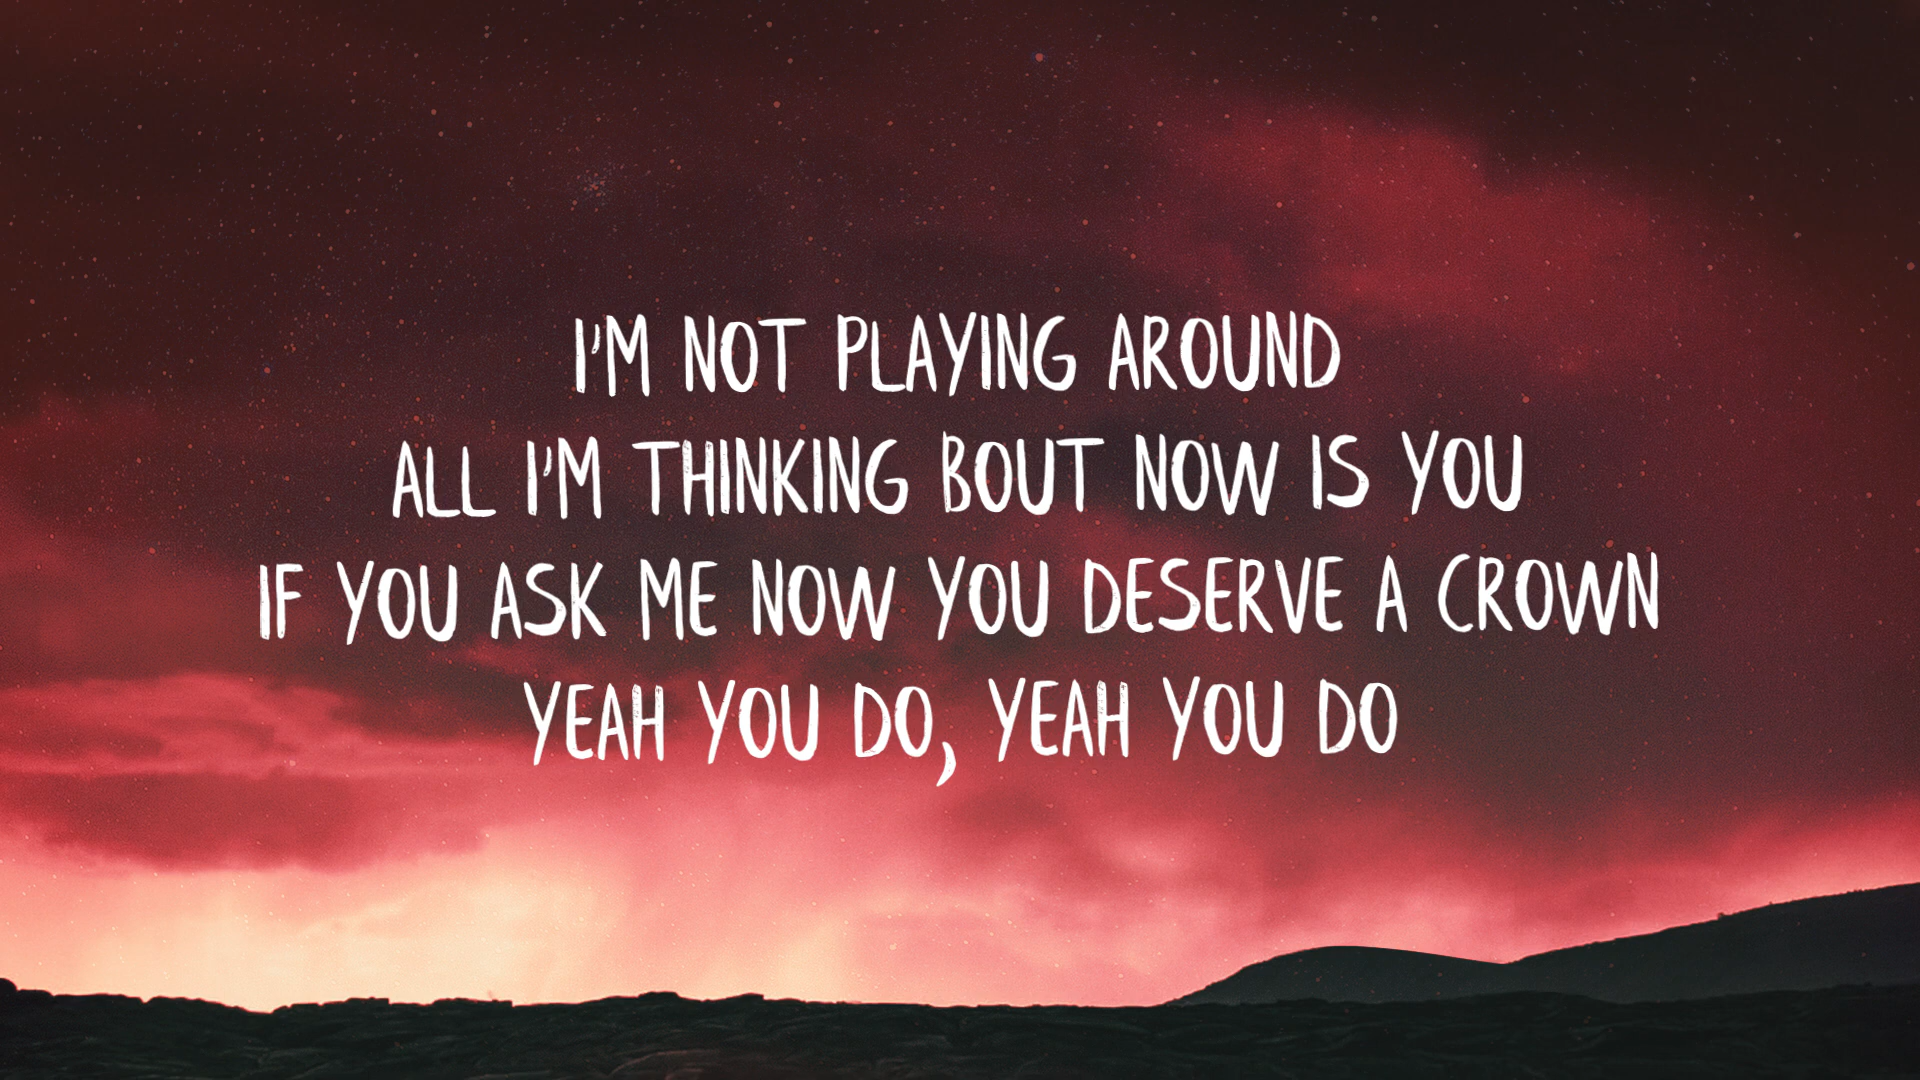 I'M NOT PLAYING AROUND
ALL I'M THINKING BOUT NOW IS YOU
IF YOU ASK ME NOW YOU DESERVE A CROWN
YEAH YOU DO, YEAH YOU DO